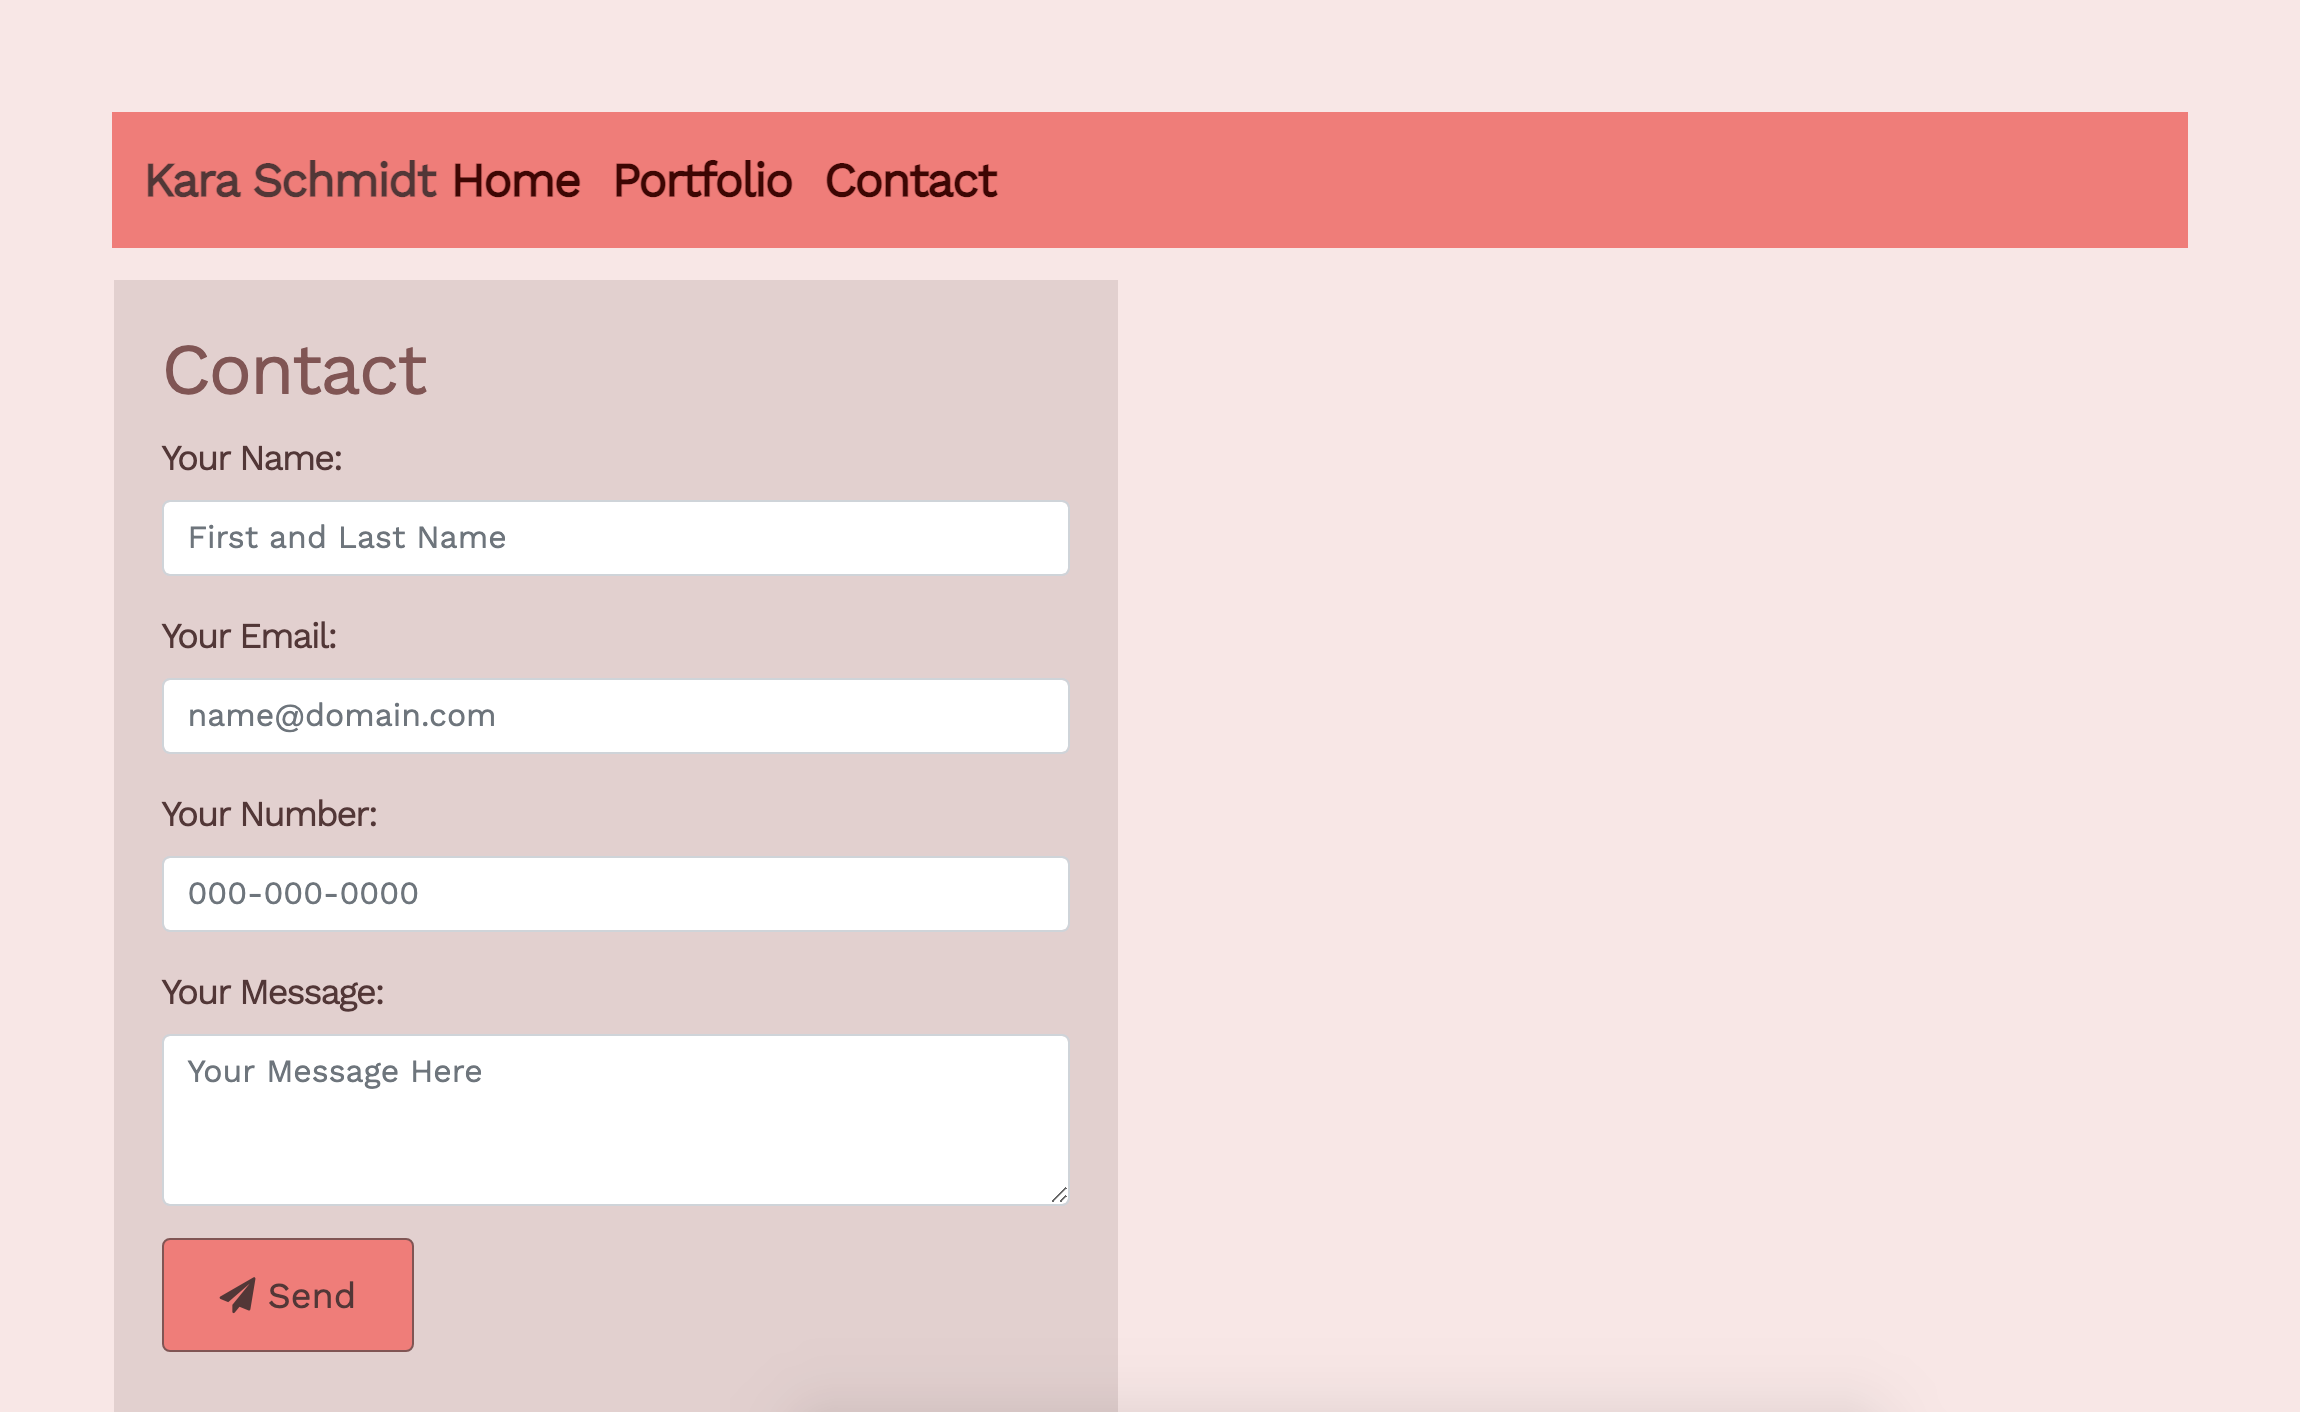 Kara Schmidt Home Portfolio Contact
Contact
Your Name:
First and Last Name
Your Email:
name@domain.com
Your Number:
000-000-0000
Your Message:
Your Message Here
Send